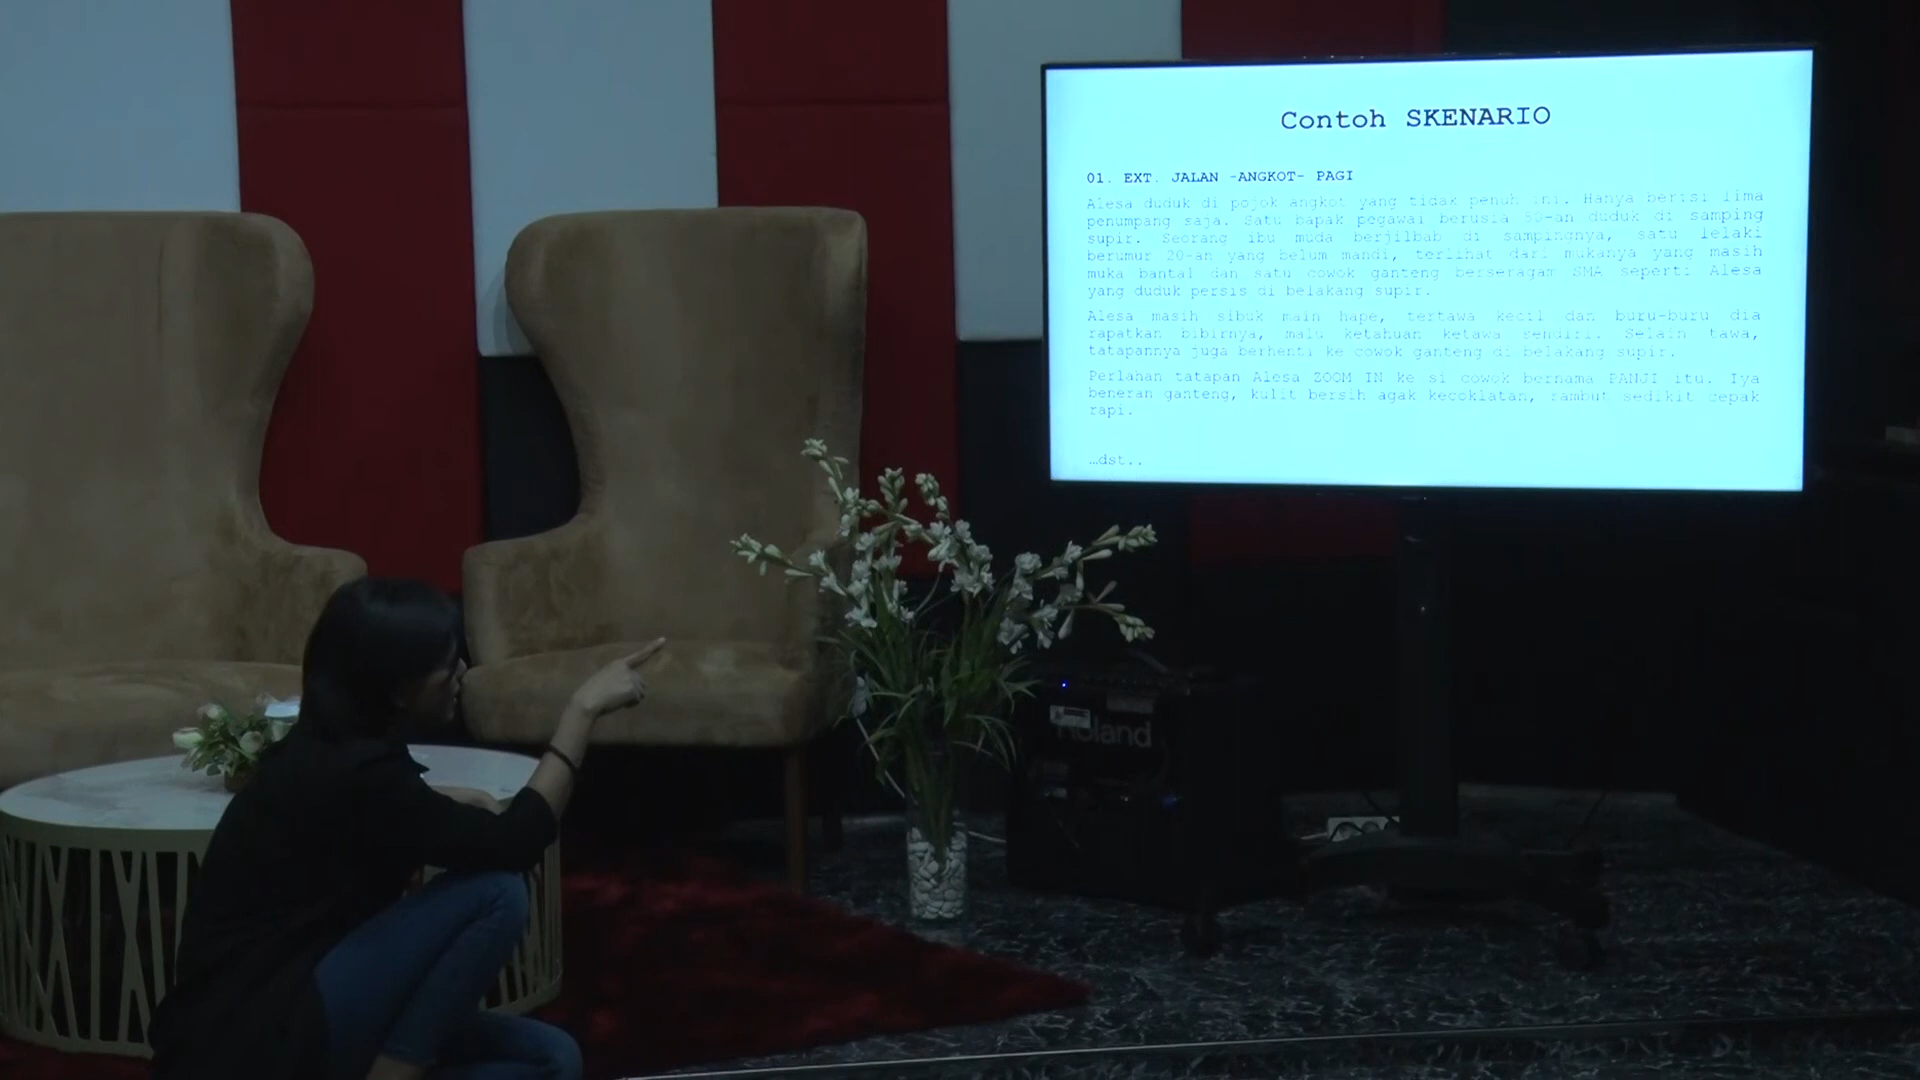 Contoh SKENARIO
01. EXT. JALAN -ANGKOT- PAGI
Alesa duduk di pojok angkot yang tidak penuh ini. Hanya berisi lima
penumpang saja. Satu bapak pegawai berusia 50-an duduk di samping
supir. Seorang ibu muda berjilbab di sampingnya, satu lelaki
berumur 20-an yang belum mandi, terlihat dari mukanya yang masih
muka bantal dan satu cowok ganteng berseragam SMA seperti Alesa
yang duduk persis di belakang supir.
Alesa masih sibuk main hape, tertawa kecil dan buru-buru dia
rapatkan bibirnya, malu ketahuan ketawa sendiri. Selain tawa,
tatapannya juga berhenti ke cowok ganteng di belakang supir.
Perlahan tatapan Alesa ZOOM IN ke si cowok bernama PANJI itu. Iya
beneran ganteng, kulit bersih agak kecoklatan, rambut sedikit cepak
rapi.
…dst..
Roland